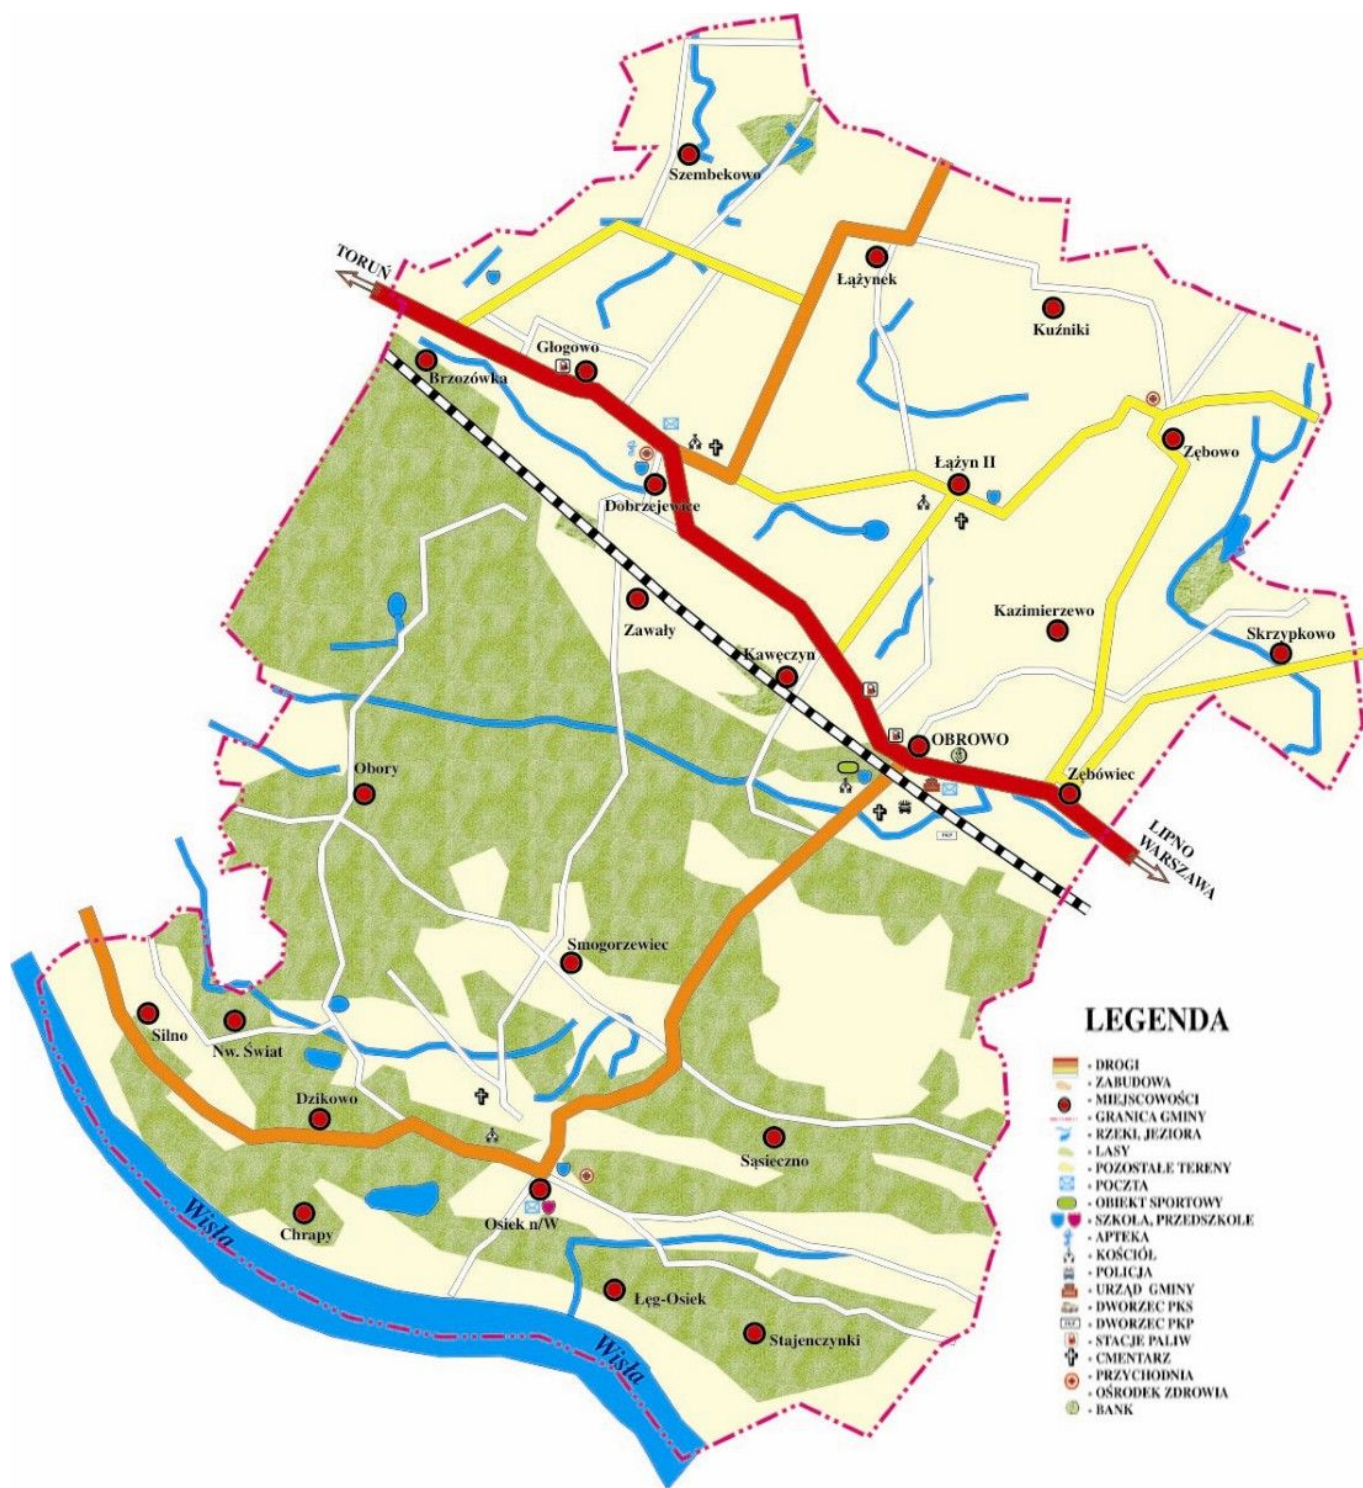 Szembekowo
TORUŃ
Łążynek
Kuźniki
Głogowo
Brzozówka
Zębowo
Łążyn II
Dobrzejewice
Kazimierzewo
Zawały
Skrzypkowo
Kawęczyn
OBROWO
Obory
Zębówiec
LIPNO
WARSZAWA
PKP
Smogorzewiec
Silno
Nw. Świat
Dzikowo
Sąsieczno
Wisła
Chrapy
Osiek n/W
Łęg-Osiek
Stajenczynki
Wisła
LEGENDA
- DROGI
- ZABUDOWA
- MIEJSCOWOŚCI
- GRANICA GMINY
- RZEKI, JEZIORA
- LASY
- POZOSTAŁE TERENY
- POCZTA
- OBIEKT SPORTOWY
- SZKOŁA, PRZEDSZKOLE
- APTEKA
- KOŚCIÓŁ
- POLICJA
- URZĄD GMINY
- DWORZEC PKS
PKP - DWORZEC PKP
- STACJE PALIW
- CMENTARZ
- PRZYCHODNIA
- OŚRODEK ZDROWIA
- BANK